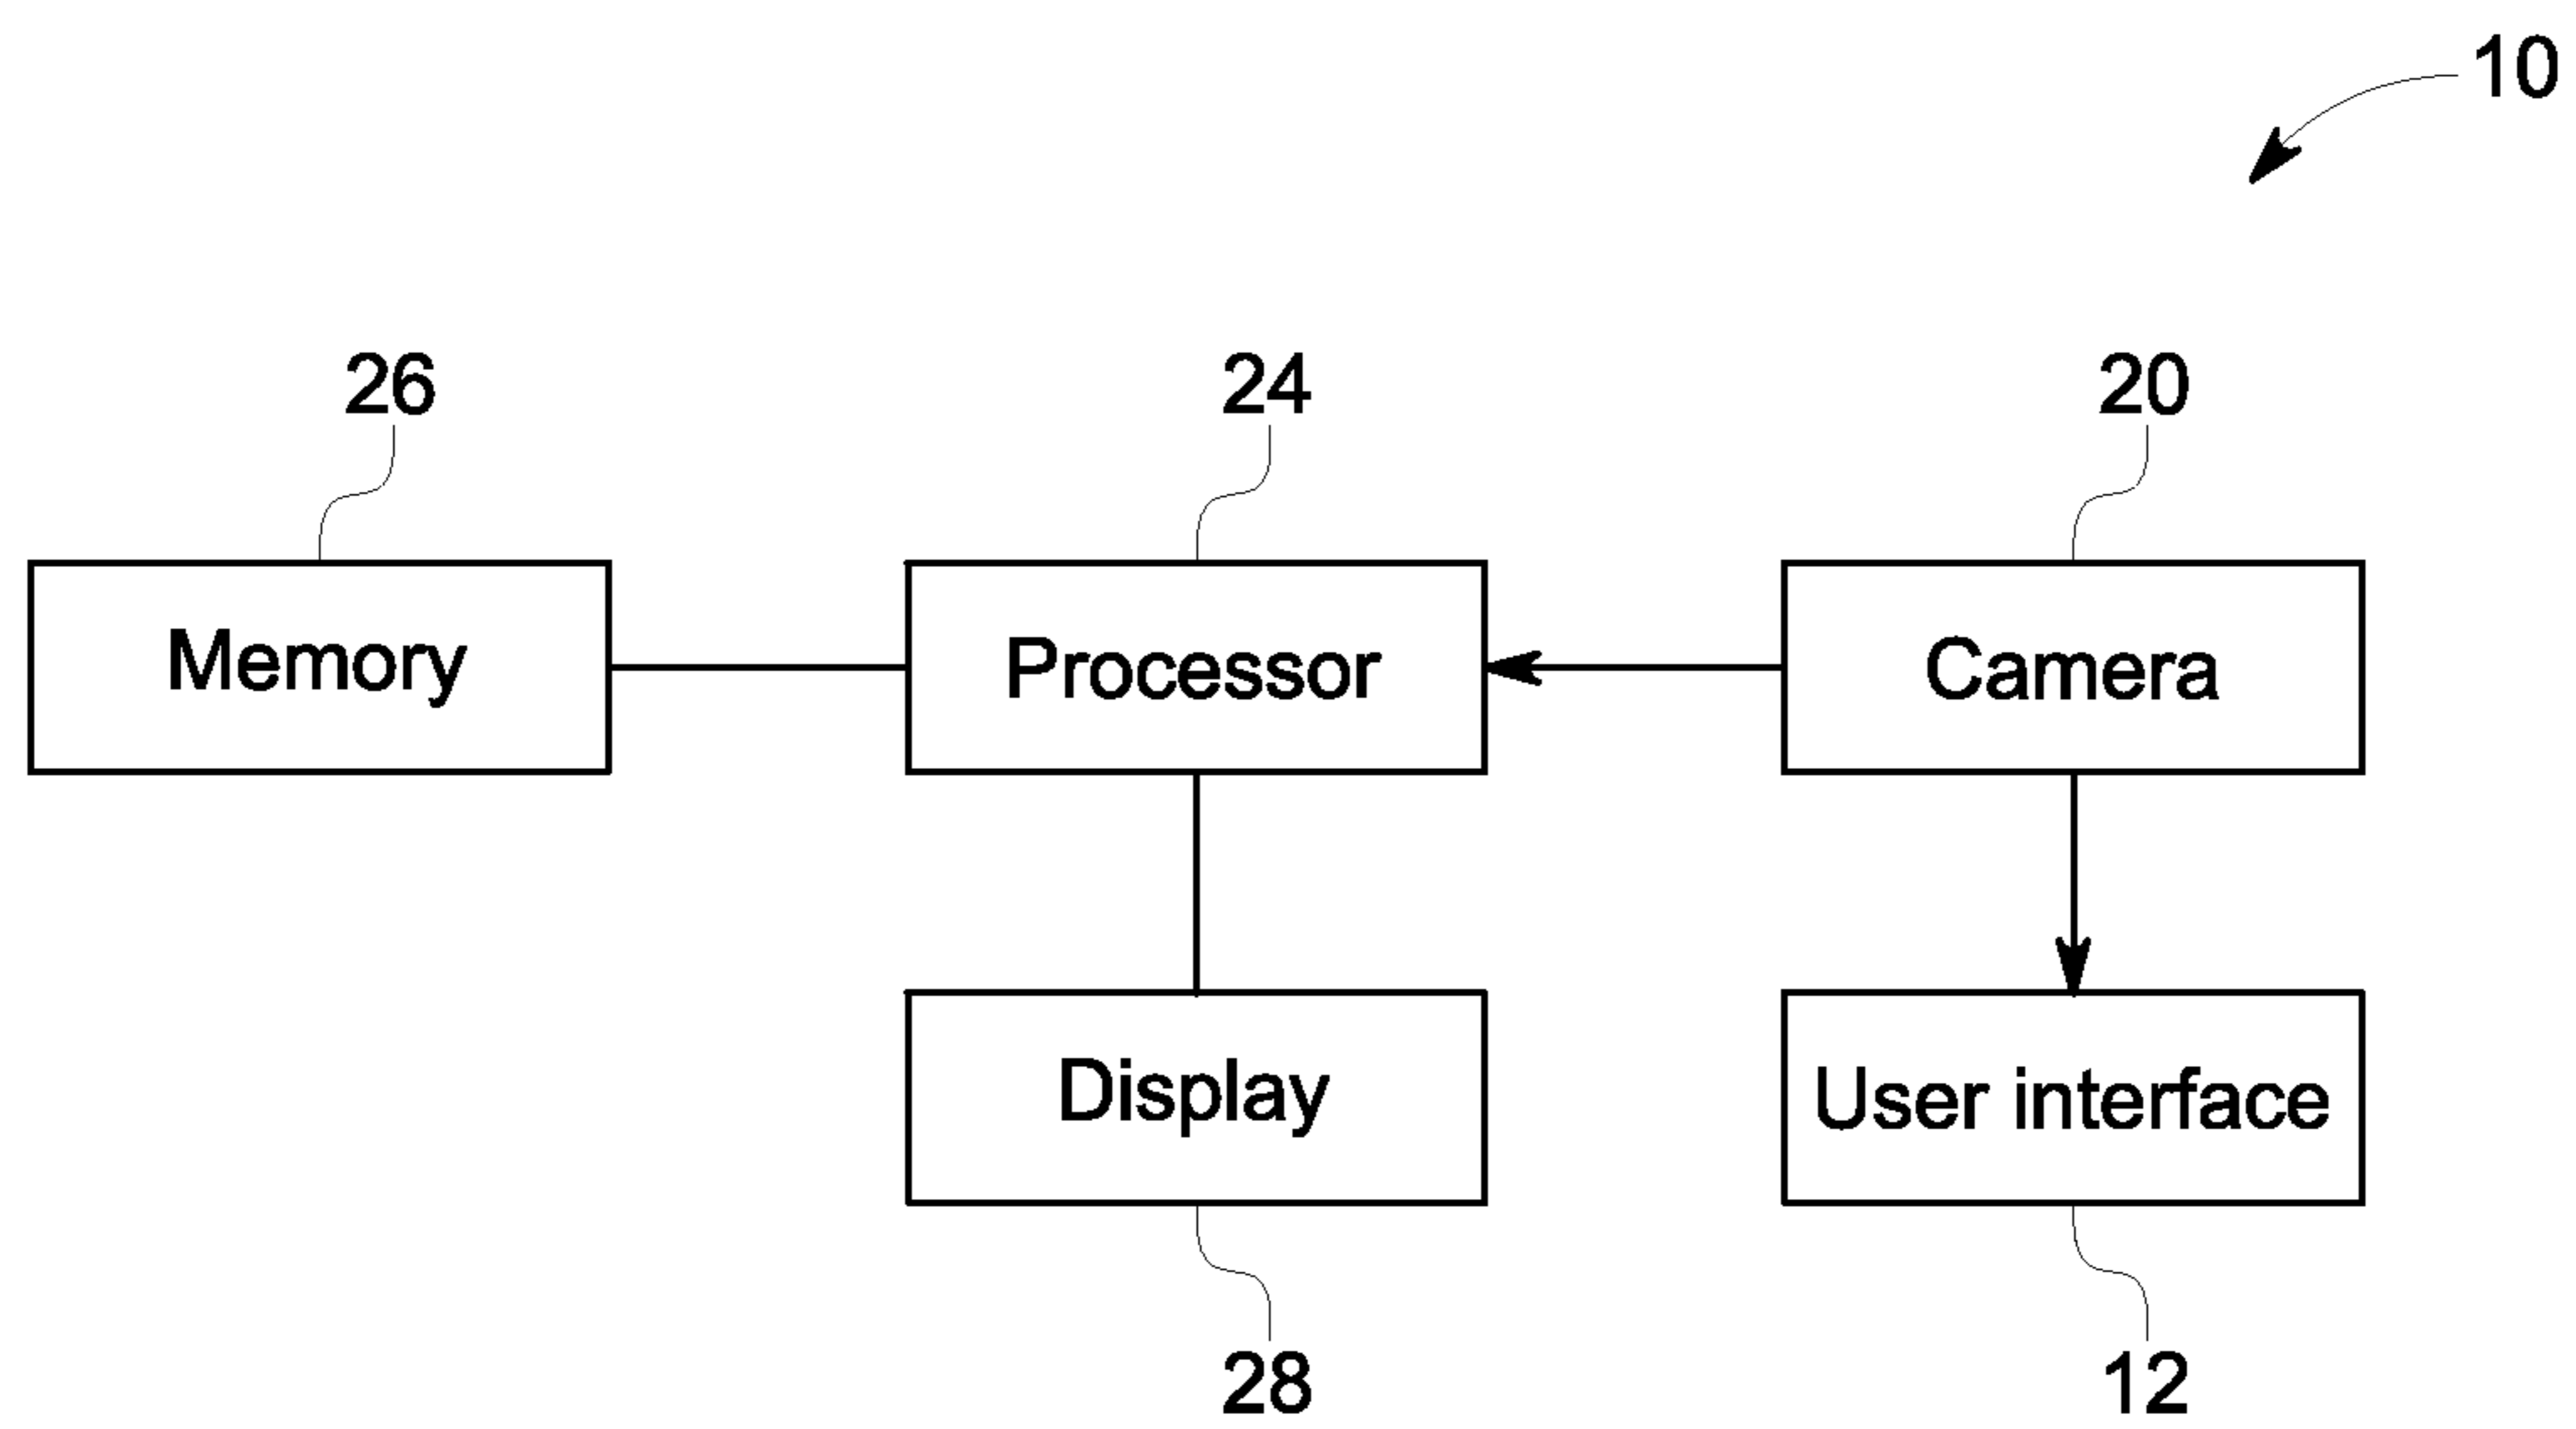 10
26
24
20
Memory
Processor
Camera
Display
User interface
28
12